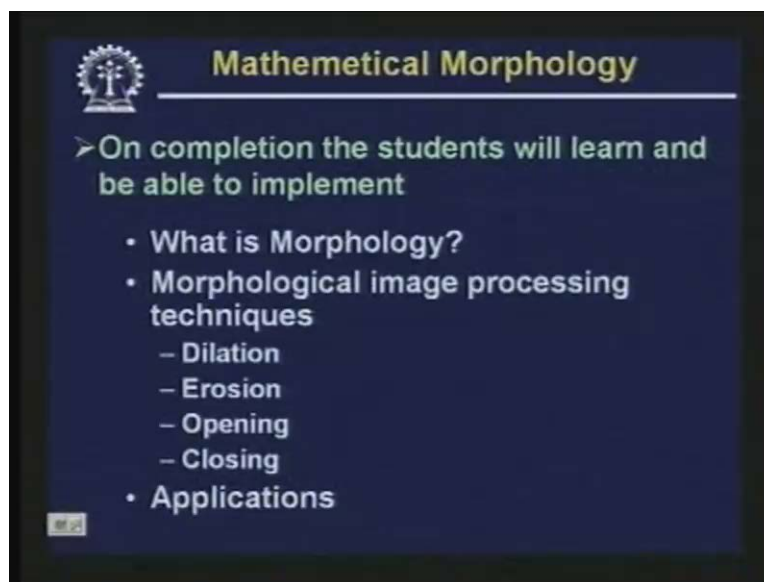 Mathemetical Morphology
➢On completion the students will learn and
be able to implement
• What is Morphology?
• Morphological image processing
techniques
– Dilation
– Erosion
– Opening
– Closing
• Applications